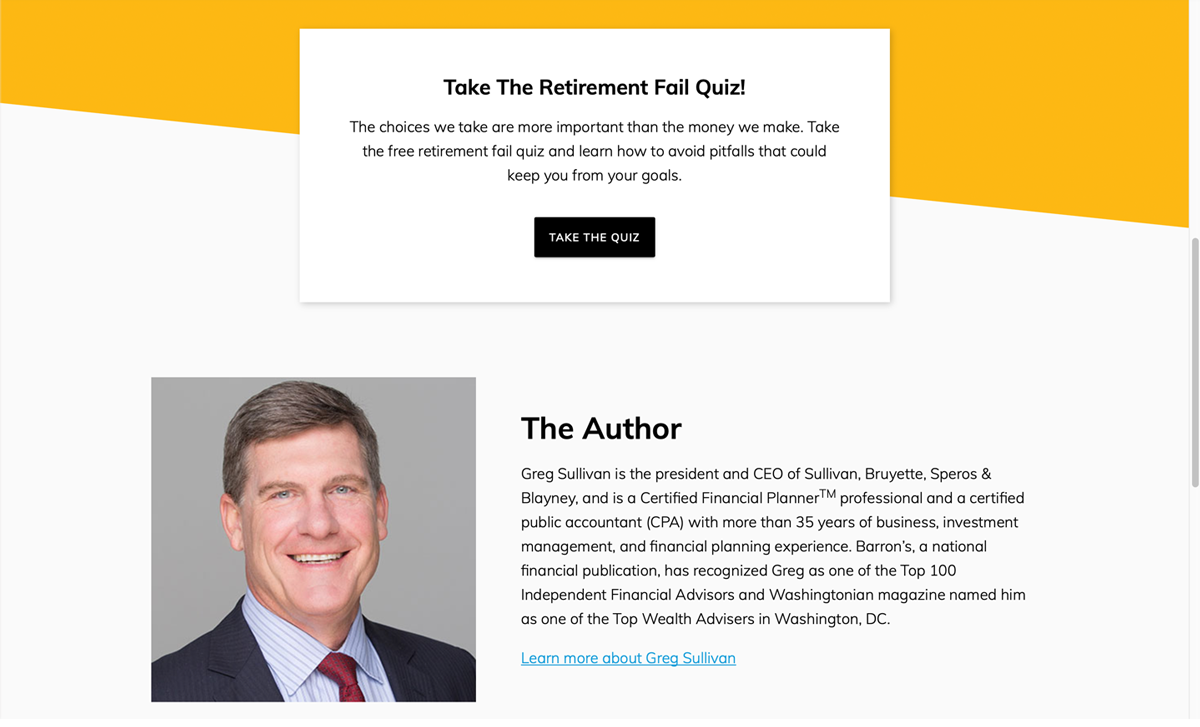 Take The Retirement Fail Quiz!
The choices we take are more important than the money we make. Take
the free retirement fail quiz and learn how to avoid pitfalls that could
keep you from your goals.
TAKE THE QUIZ
The Author
Greg Sullivan is the president and CEO of Sullivan, Bruyette, Speros &
Blayney, and is a Certified Financial Planner™ professional and a certified
public accountant (CPA) with more than 35 years of business, investment
management, and financial planning experience. Barron’s, a national
financial publication, has recognized Greg as one of the Top 100
Independent Financial Advisors and Washingtonian magazine named him
as one of the Top Wealth Advisers in Washington, DC.
Learn more about Greg Sullivan